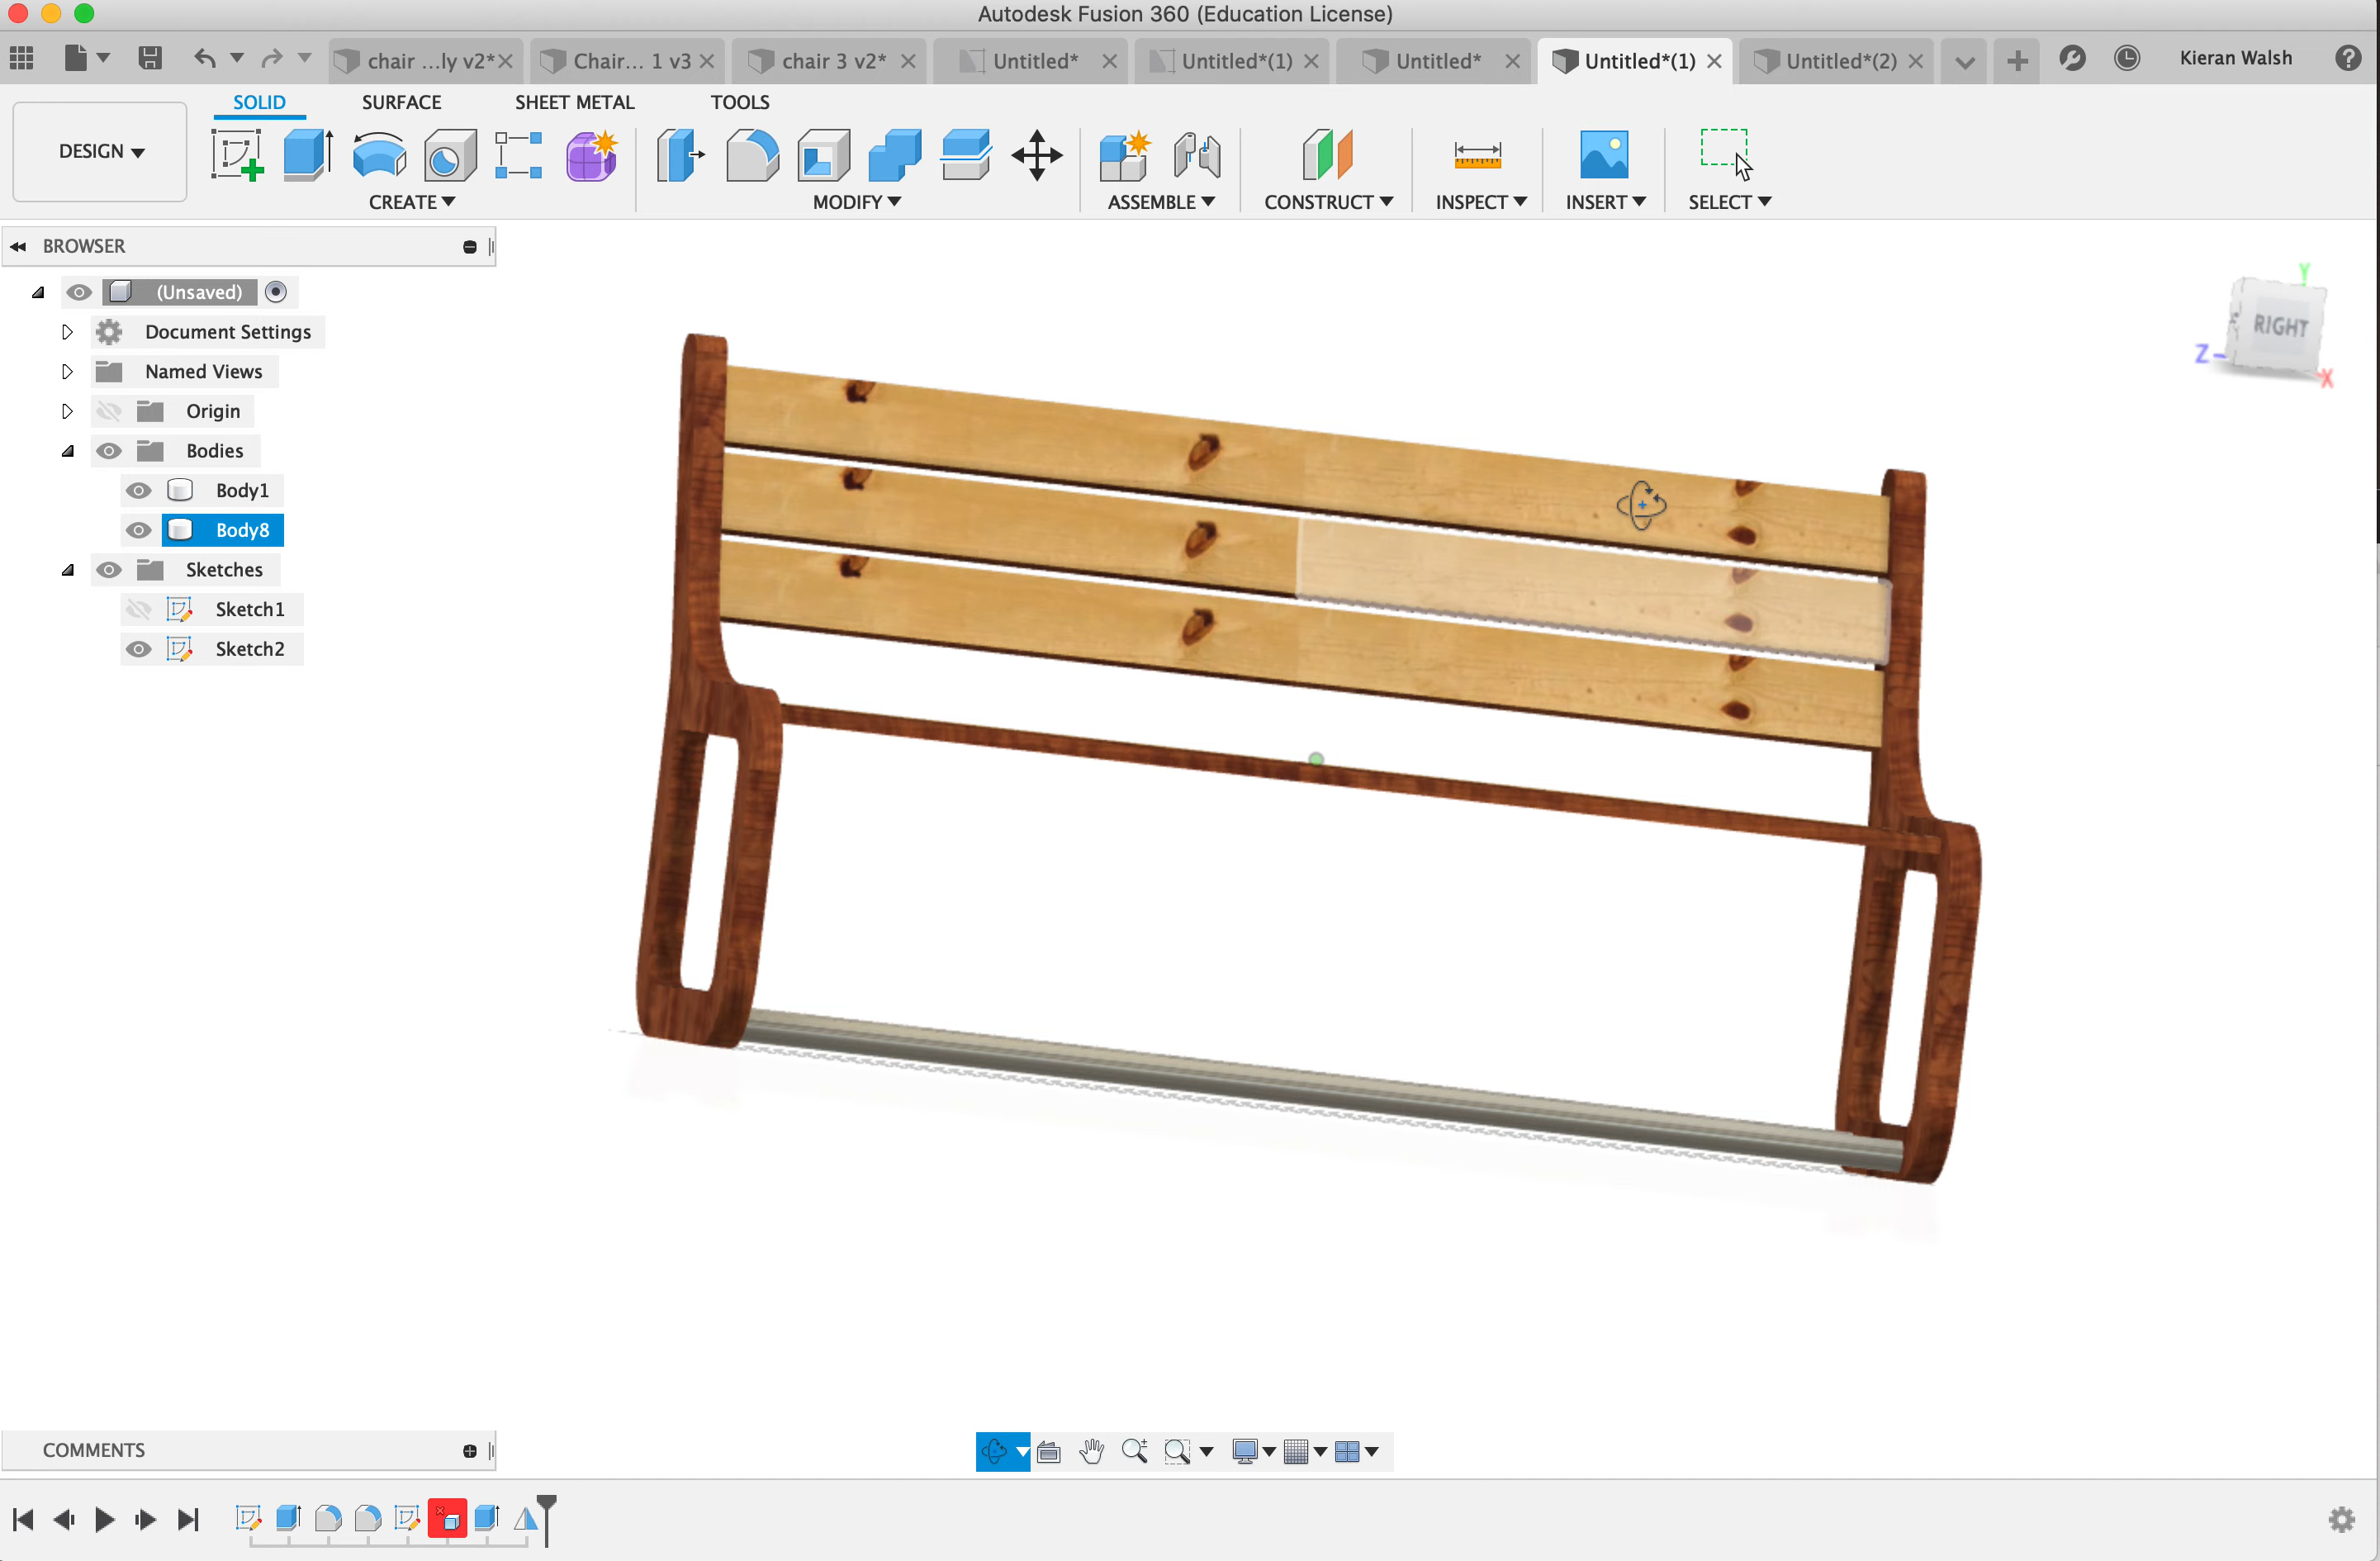 Autodesk Fusion 360 (Education License)
chair ...ly v2*
Chair... 1 v3
chair 3 v2*
Untitled*
Untitled*(1)
Untitled*
Untitled*(1)
Untitled*(2)
Kieran Walsh
DESIGN
SOLID
SURFACE
SHEET METAL
TOOLS
CREATE
MODIFY
ASSEMBLE
CONSTRUCT
INSPECT
INSERT
SELECT
BROWSER
(Unsaved)
Document Settings
Named Views
Origin
Bodies
Body1
Body8
Sketches
Sketch1
Sketch2
Y
RIGHT
Z
X
COMMENTS